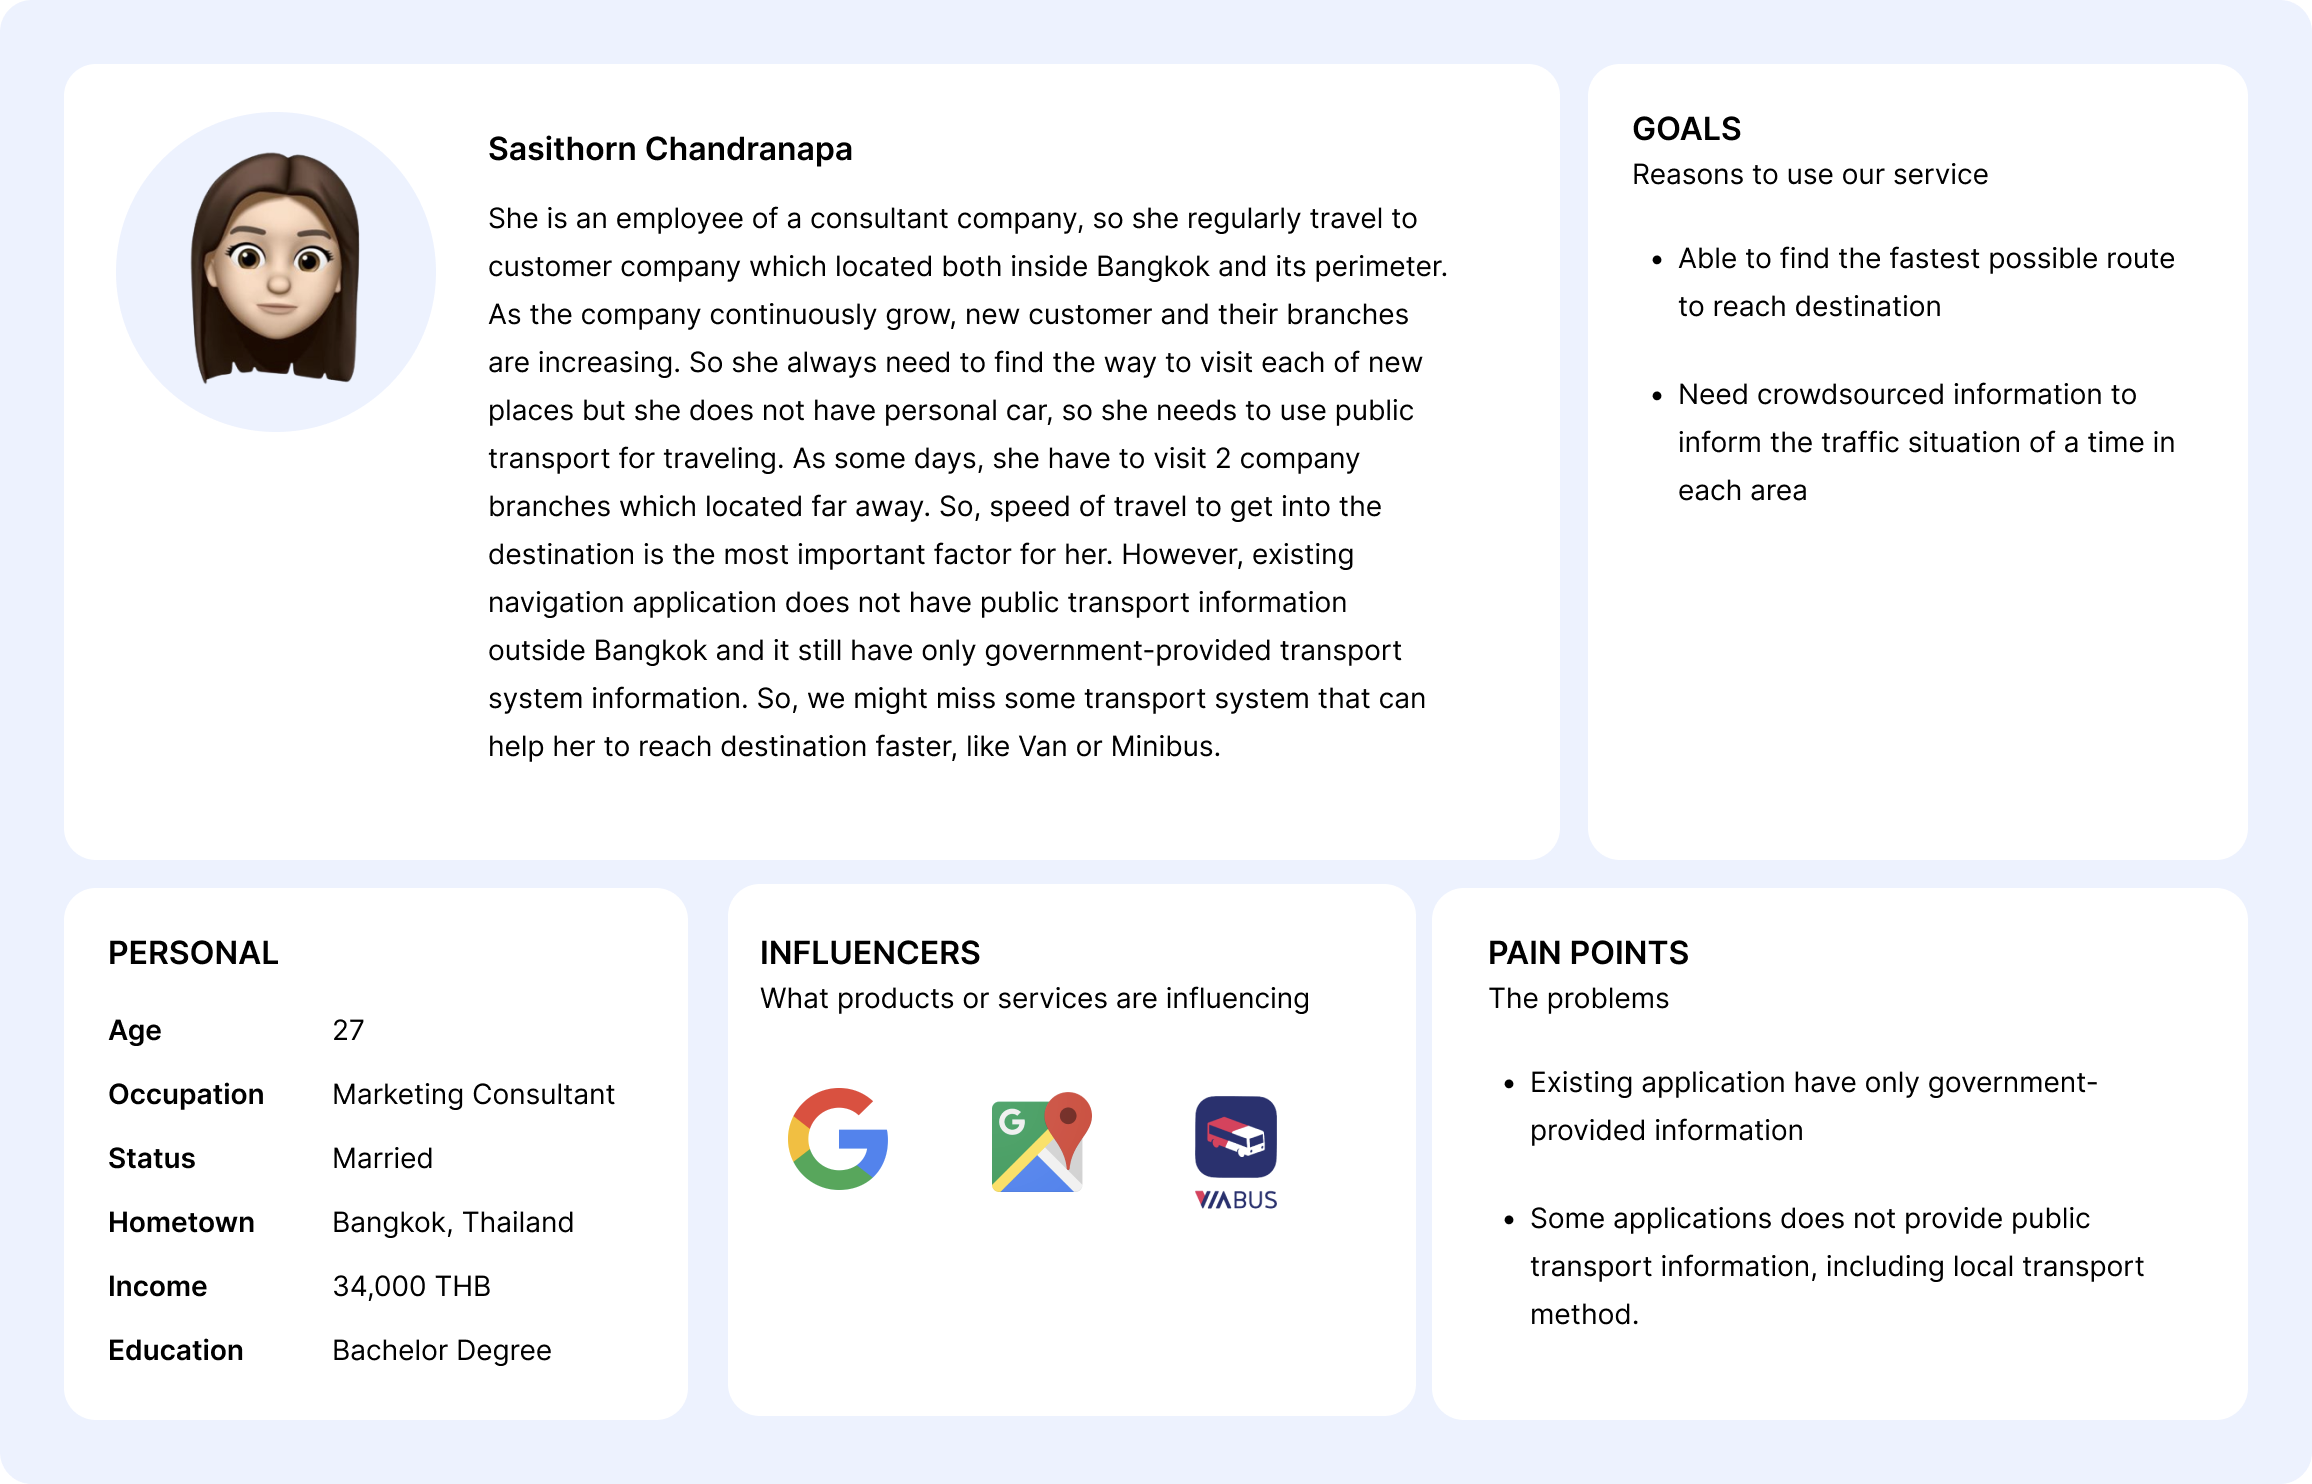 Sasithorn Chandranapa
She is an employee of a consultant company, so she regularly travel to
customer company which located both inside Bangkok and its perimeter.
As the company continuously grow, new customer and their branches
are increasing. So she always need to find the way to visit each of new
places but she does not have personal car, so she needs to use public
transport for traveling. As some days, she have to visit 2 company
branches which located far away. So, speed of travel to get into the
destination is the most important factor for her. However, existing
navigation application does not have public transport information
outside Bangkok and it still have only government-provided transport
system information. So, we might miss some transport system that can
help her to reach destination faster, like Van or Minibus.
GOALS
Reasons to use our service
• Able to find the fastest possible route
to reach destination
• Need crowdsourced information to
inform the traffic situation of a time in
each area
PERSONAL
Age 27
Occupation Marketing Consultant
Status Married
Hometown Bangkok, Thailand
Income 34,000 THB
Education Bachelor Degree
INFLUENCERS
What products or services are influencing
G
G
VIABUS
PAIN POINTS
The problems
• Existing application have only government-
provided information
• Some applications does not provide public
transport information, including local transport
method.